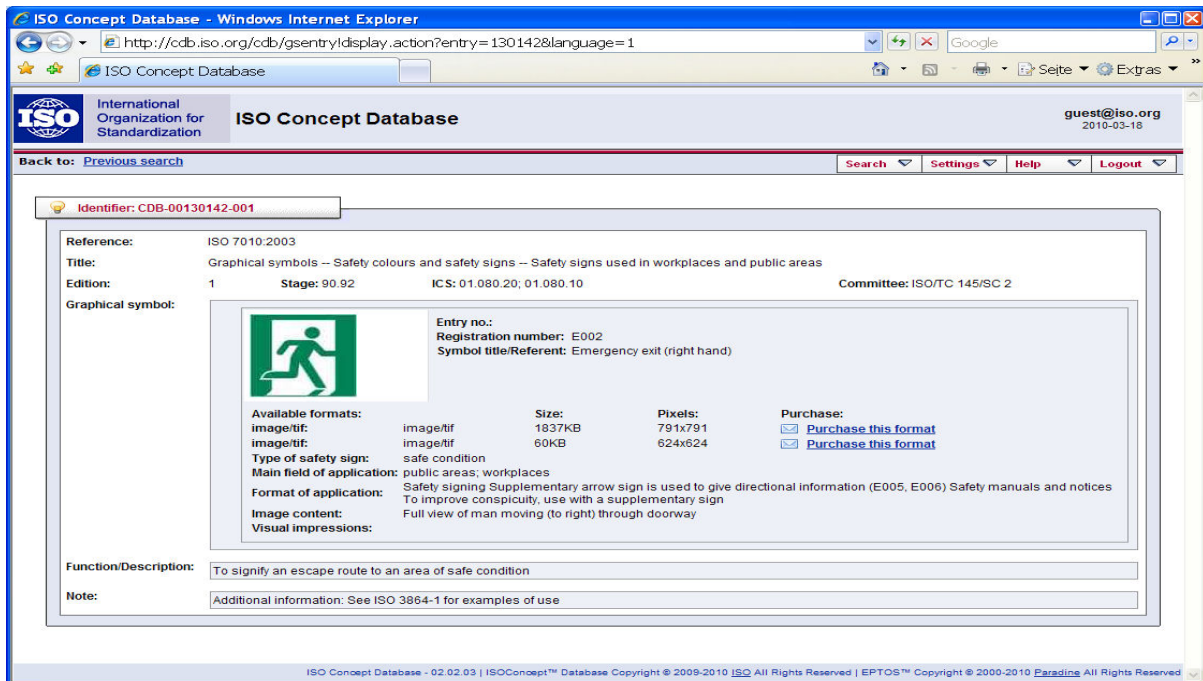 ISO Concept Database - Windows Internet Explorer
http://cdb.iso.org/cdb/gsentry!display.action?entry=130142&language=1
Google
ISO Concept Database
Seite
Extras
»
ISO
International
Organization for
Standardization
ISO Concept Database
guest@iso.org
2010-03-18
Back to: Previous search
Search
Settings
Help
Logout
Identifier: CDB-00130142-001
Reference: ISO 7010:2003
Title: Graphical symbols -- Safety colours and safety signs -- Safety signs used in workplaces and public areas
Edition: 1 Stage: 90.92 ICS: 01.080.20; 01.080.10 Committee: ISO/TC 145/SC 2
Graphical symbol:
Entry no.:
Registration number: E002
Symbol title/Referent: Emergency exit (right hand)
Available formats: Size: Pixels: Purchase:
image/tif: image/tif 1837KB 791x791 Purchase this format
image/tif: image/tif 60KB 624x624 Purchase this format
Type of safety sign: safe condition
Main field of application: public areas; workplaces
Format of application: Safety signing Supplementary arrow sign is used to give directional information (E005, E006) Safety manuals and notices
To improve conspicuity, use with a supplementary sign
Image content: Full view of man moving (to right) through doorway
Visual impressions:
Function/Description: To signify an escape route to an area of safe condition
Note: Additional information: See ISO 3864-1 for examples of use
ISO Concept Database - 02.02.03 | ISOConcept™ Database Copyright © 2009-2010 ISO All Rights Reserved | EPTOS™ Copyright © 2000-2010 Paradine All Rights Reserved